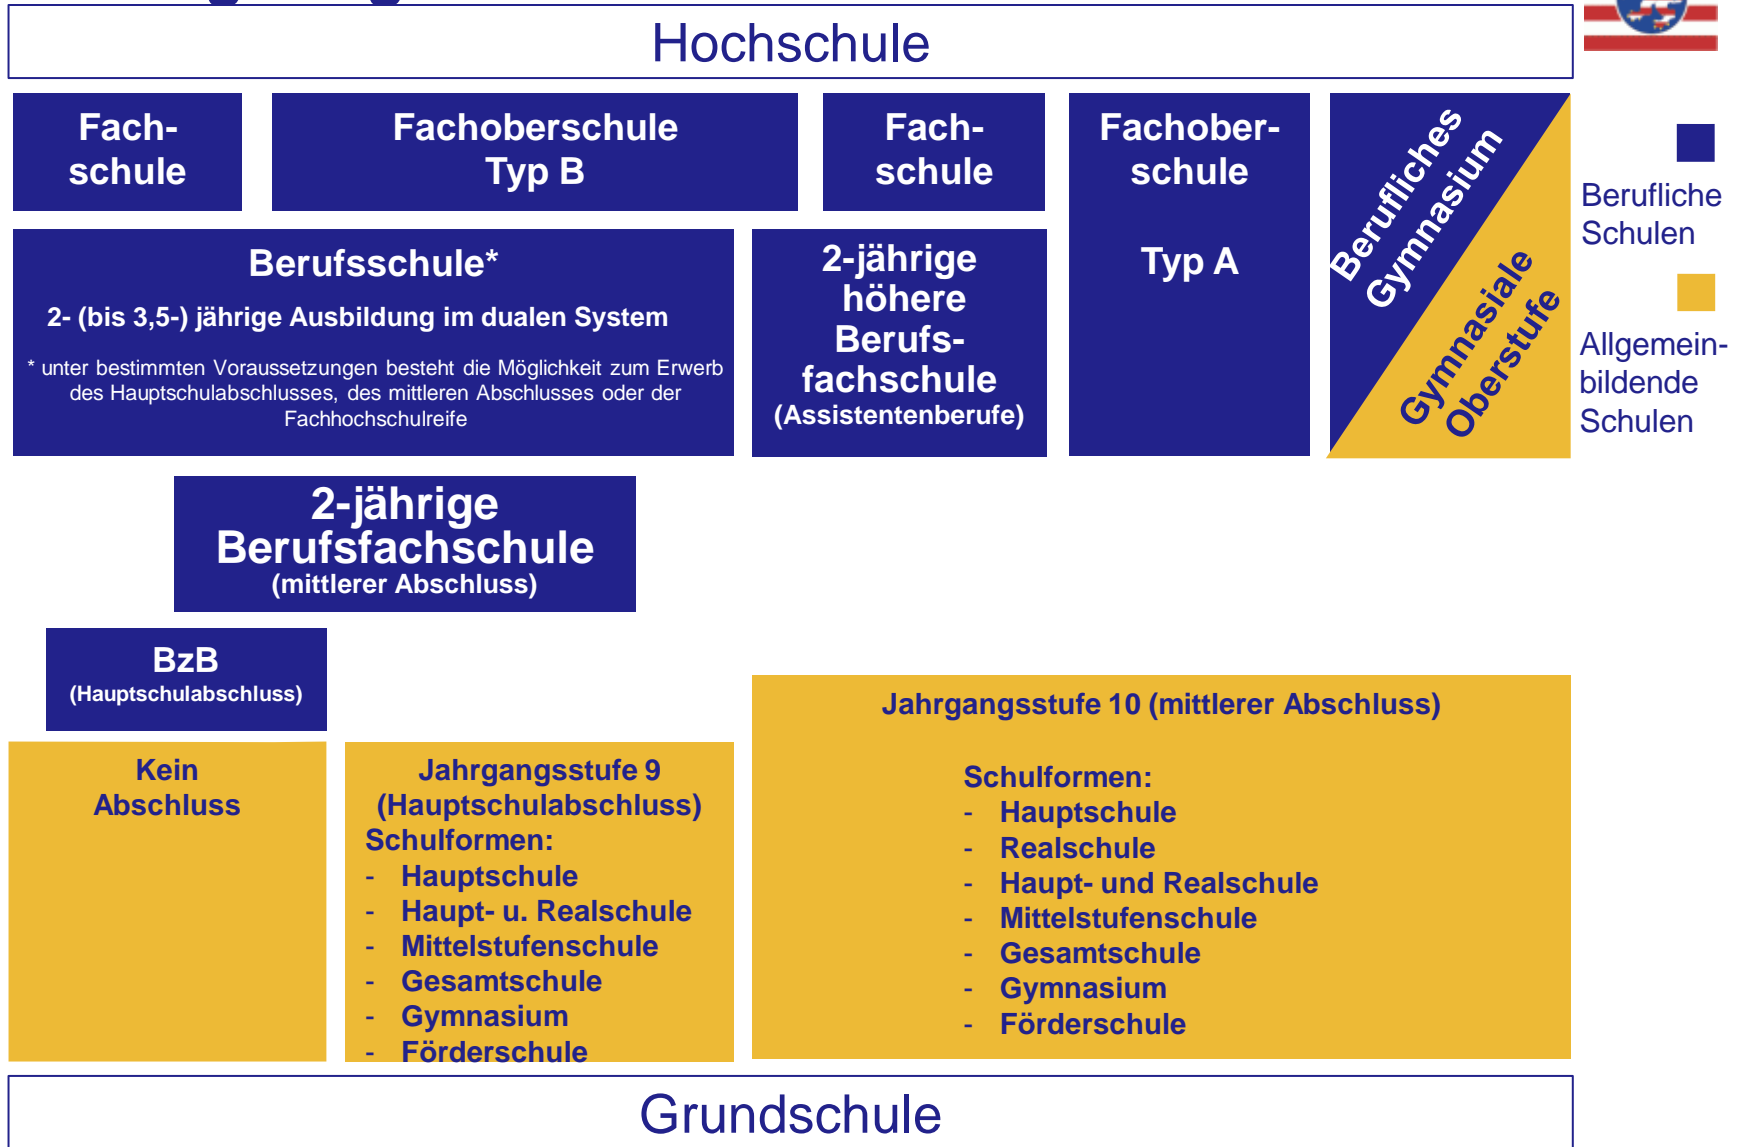 Hochschule
Fach-
schule
Fachoberschule
Typ B
Fach-
schule
Fachober-
schule
Typ A
Berufliches
Gymnasium
Gymnasiale
Oberstufe
Berufliche
Schulen
Allgemein-
bildende
Schulen
Berufsschule*
2- (bis 3,5-) jährige Ausbildung im dualen System
* unter bestimmten Voraussetzungen besteht die Möglichkeit zum Erwerb
des Hauptschulabschlusses, des mittleren Abschlusses oder der
Fachhochschulreife
2-jährige
höhere
Berufs-
fachschule
(Assistentenberufe)
2-jährige
Berufsfachschule
(mittlerer Abschluss)
BzB
(Hauptschulabschluss)
Kein
Abschluss
Jahrgangsstufe 9
(Hauptschulabschluss)
Schulformen:
- Hauptschule
- Haupt- u. Realschule
- Mittelstufenschule
- Gesamtschule
- Gymnasium
- Förderschule
Jahrgangsstufe 10 (mittlerer Abschluss)
Schulformen:
- Hauptschule
- Realschule
- Haupt- und Realschule
- Mittelstufenschule
- Gesamtschule
- Gymnasium
- Förderschule
Grundschule